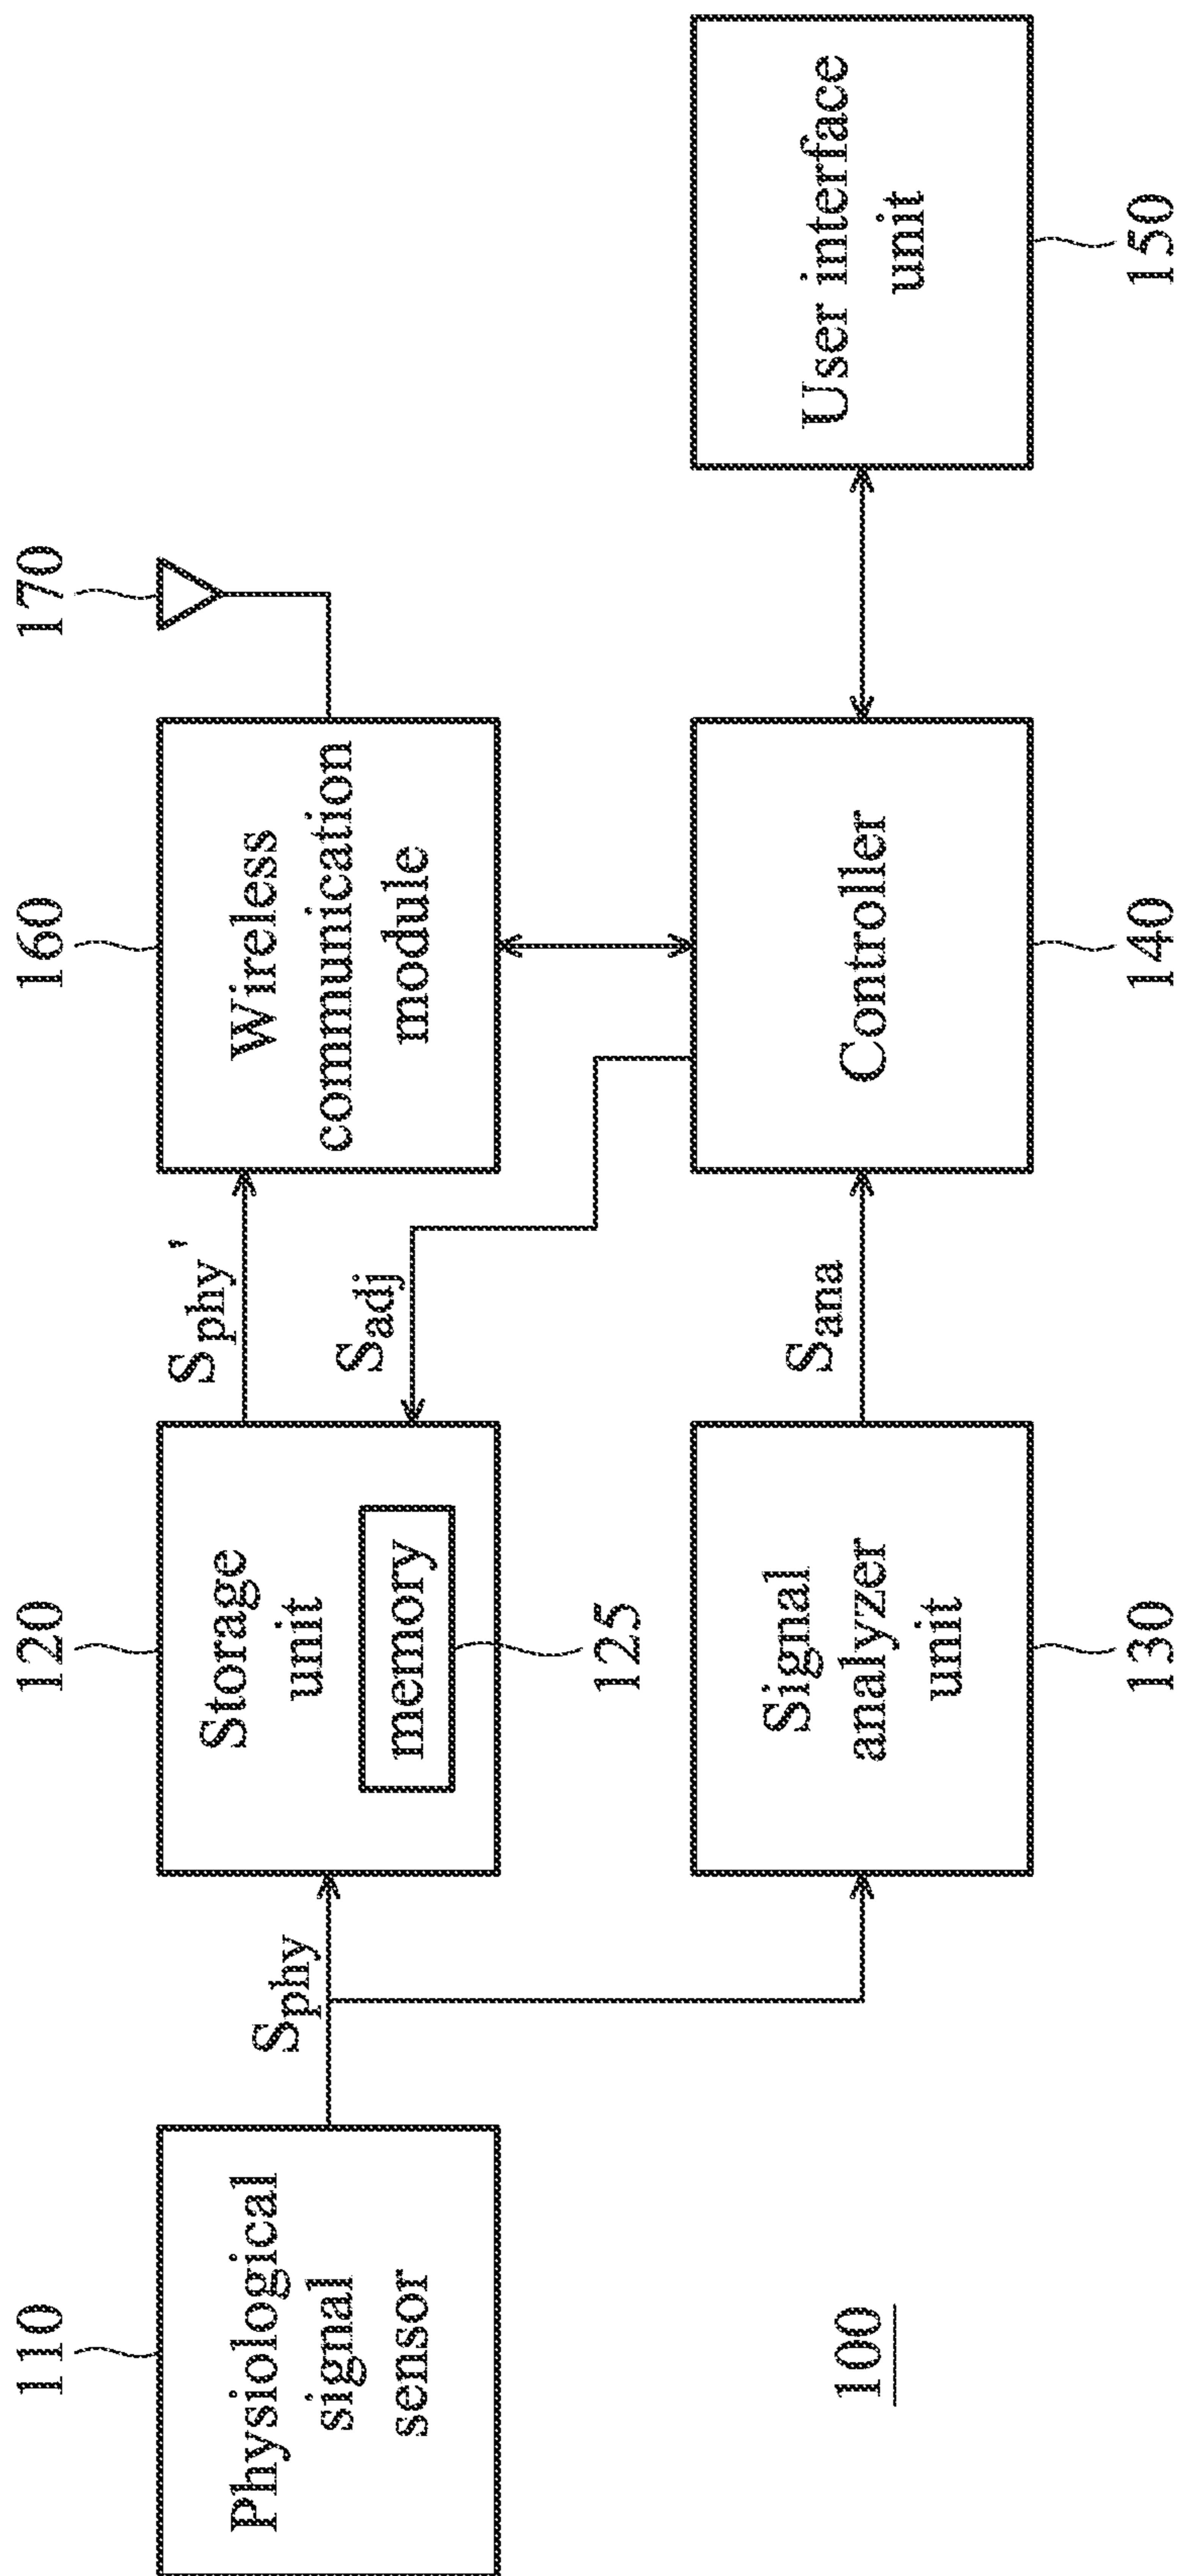 110
120
160
170
Physiological
signal
sensor
Sphy
Storage
unit
memory
125
Sphy'
Sadj
Wireless
communication
module
100
Signal
analyzer
unit
130
Sana
Controller
140
User interface
unit
150